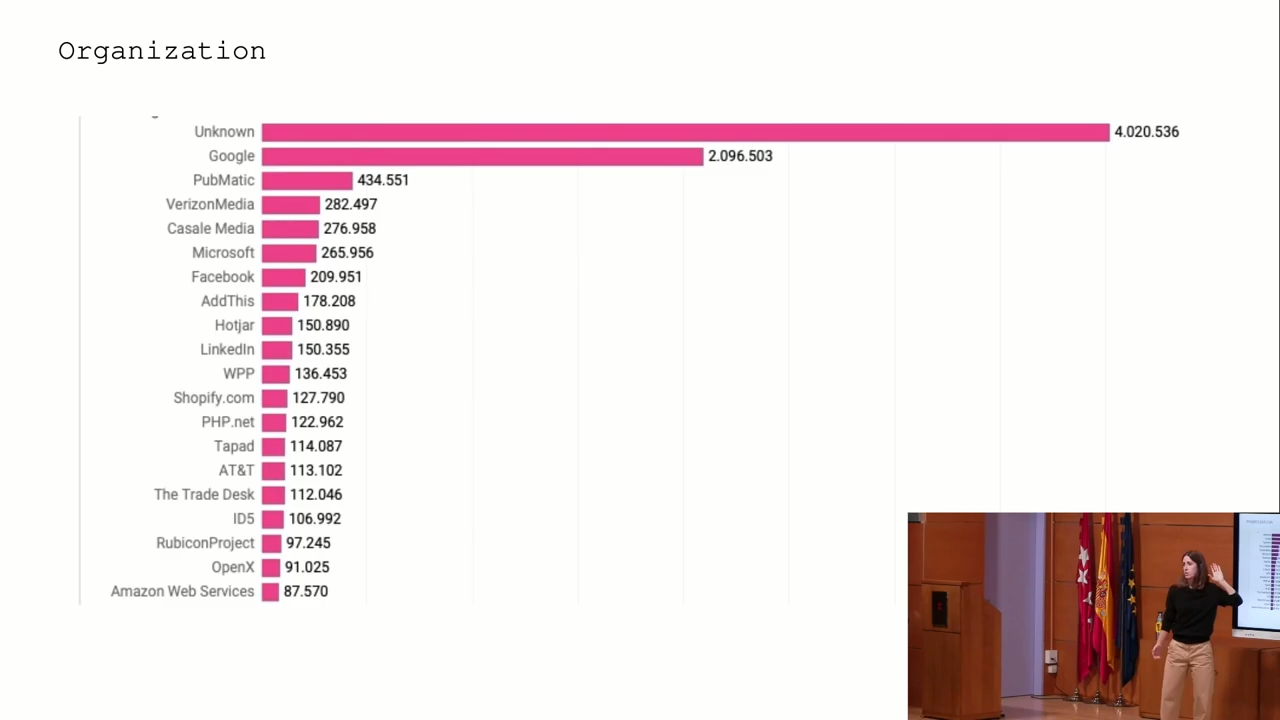 Organization
Unknown 4.020.536
Google 2.096.503
PubMatic 434.551
VerizonMedia 282.497
Casale Media 276.958
Microsoft 265.956
Facebook 209.951
AddThis 178.208
Hotjar 150.890
LinkedIn 150.355
WPP 136.453
Shopify.com 127.790
PHP.net 122.962
Tapad 114.087
AT&T 113.102
The Trade Desk 112.046
ID5 106.992
RubiconProject 97.245
OpenX 91.025
Amazon Web Services 87.570